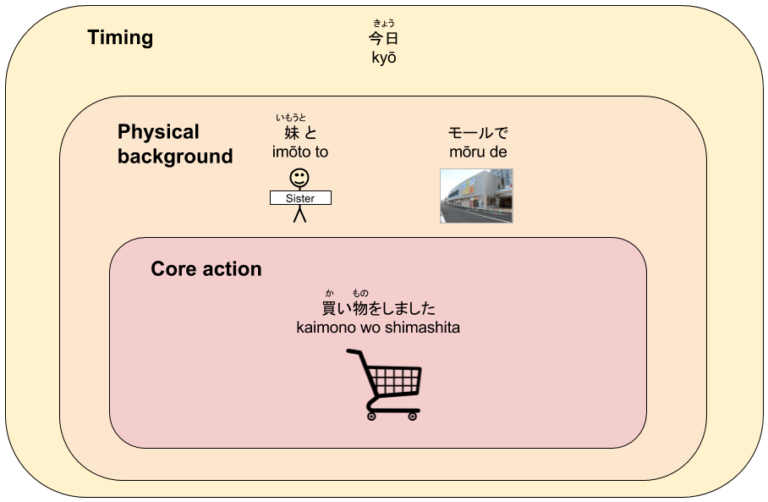 Timing
きょう
今日
kyō
Physical
background
いもうと
妹 と
imōto to
Sister
モールで
mōru de
Core action
か もの
買い物をしました
kaimono wo shimashita